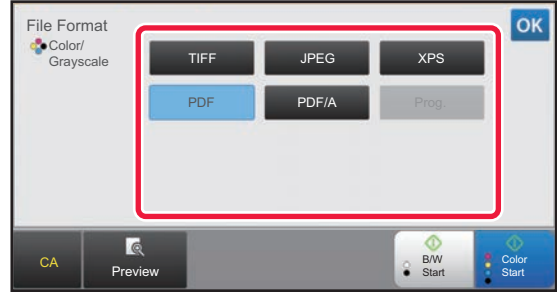 File Format
OK
Color/
Grayscale
TIFF
JPEG
XPS
PDF
PDF/A
Prog.
CA
Preview
B/W
Start
Color
Start